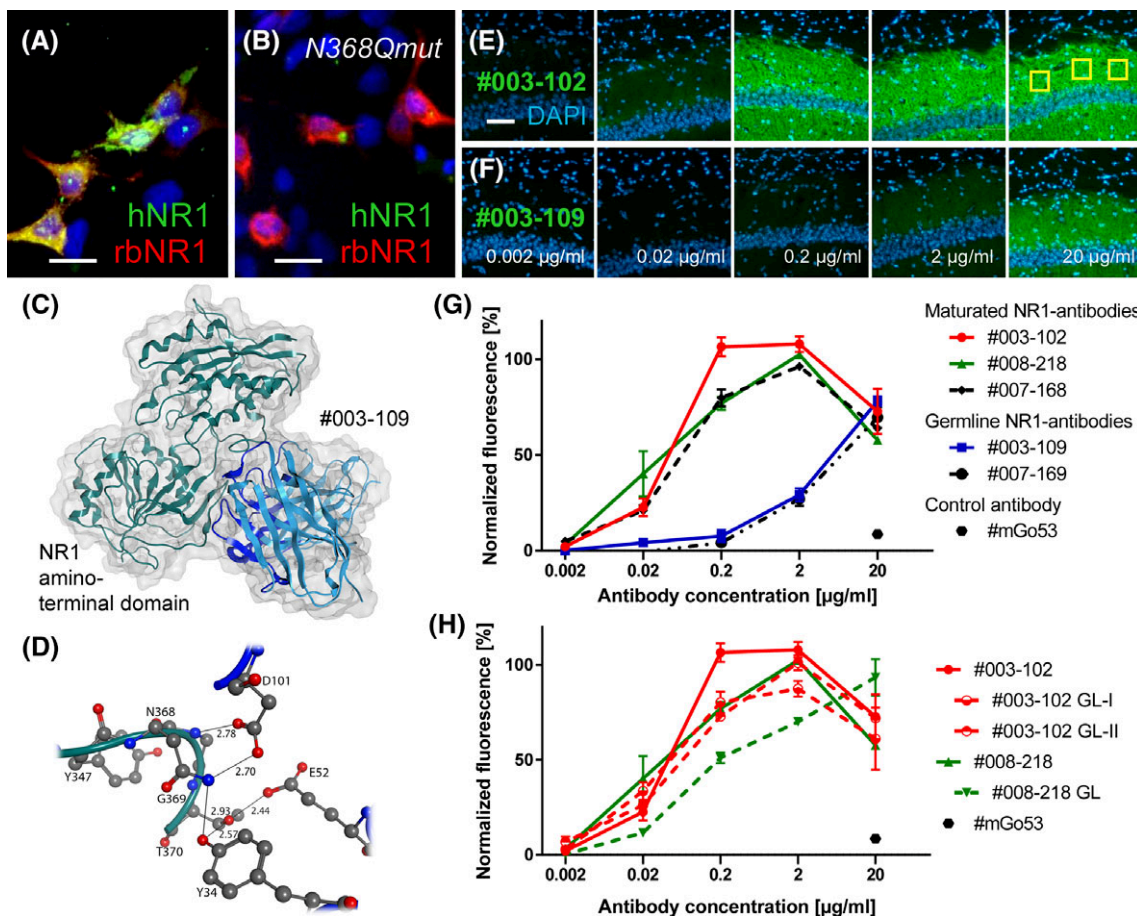 (A)
hNR1
rbNR1
(B)
N368Qmut
hNR1
rbNR1
(E)
#003-102
DAPI
(F)
#003-109
0.002 µg/ml
0.02 µg/ml
0.2 µg/ml
2 µg/ml
20 µg/ml
(C)
#003-109
NR1
amino-
terminal domain
(D)
D101
N368
2.78
Y347
2.70
E52
G369
2.93
2.44
2.57
T370
Y34
(G)
Normalized fluorescence [%]
100
50
0
0.002
0.02
0.2
2
20
Antibody concentration [µg/ml]
Maturated NR1-antibodies
#003-102
#008-218
#007-168
Germline NR1-antibodies
#003-109
#007-169
Control antibody
#mGo53
(H)
Normalized fluorescence [%]
100
50
0
0.002
0.02
0.2
2
20
Antibody concentration [µg/ml]
#003-102
#003-102 GL-I
#003-102 GL-II
#008-218
#008-218 GL
#mGo53